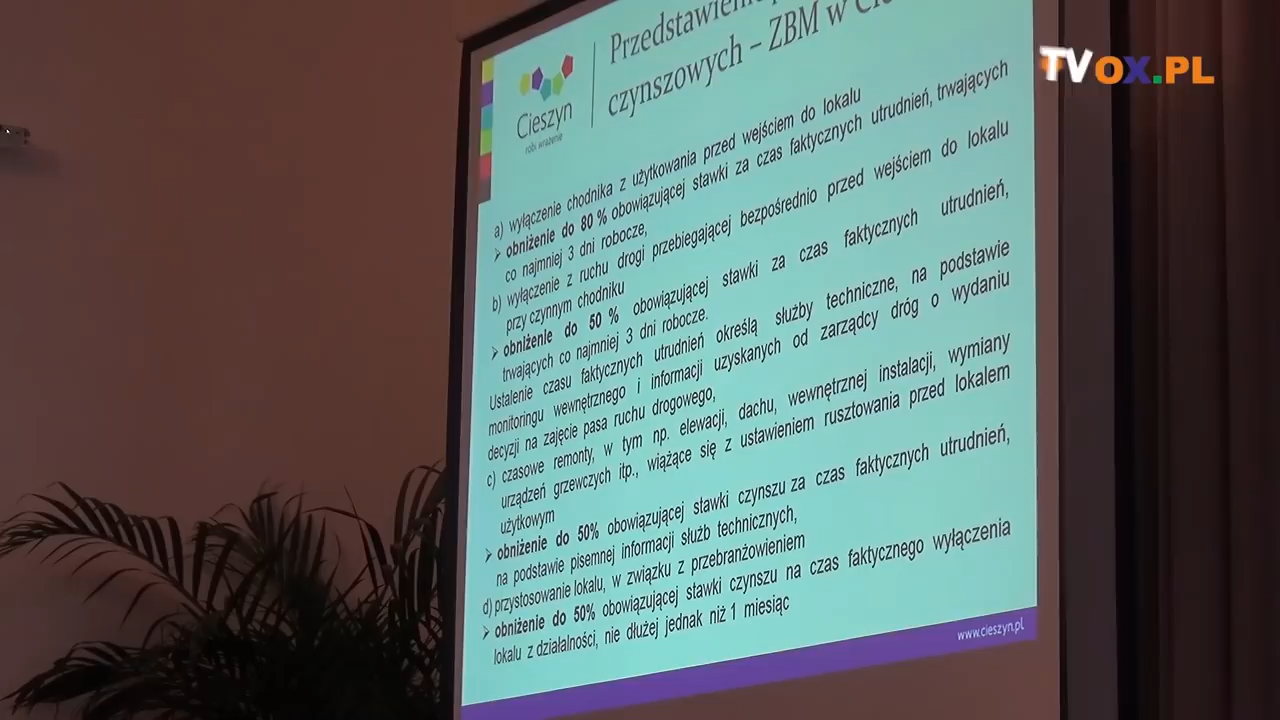 Przedstawienie
czynszowych – ZBM w
TVOX.PL
Cieszyn
robi wrażenie
a) wyłączenie chodnika z użytkowania przed wejściem do lokalu
➢ obniżenie do 80 % obowiązującej stawki za czas faktycznych utrudnień, trwających
co najmniej 3 dni robocze,
b) wyłączenie z ruchu drogi przebiegającej bezpośrednio przed wejściem do lokalu
przy czynnym chodniku
➢ obniżenie do 50 % obowiązującej stawki za czas faktycznych utrudnień,
trwających co najmniej 3 dni robocze.
Ustalenie czasu faktycznych utrudnień określą służby techniczne, na podstawie
monitoringu wewnętrznego i informacji uzyskanych od zarządcy dróg o wydaniu
decyzji na zajęcie pasa ruchu drogowego,
c) czasowe remonty, w tym np. elewacji, dachu, wewnętrznej instalacji, wymiany
urządzeń grzewczych itp., wiążące się z ustawieniem rusztowania przed lokalem
użytkowym
➢ obniżenie do 50% obowiązującej stawki czynszu za czas faktycznych utrudnień,
na podstawie pisemnej informacji służb technicznych,
d) przystosowanie lokalu, w związku z przebranżowieniem
➢ obniżenie do 50% obowiązującej stawki czynszu na czas faktycznego wyłączenia
lokalu z działalności, nie dłużej jednak niż 1 miesiąc
www.cieszyn.pl